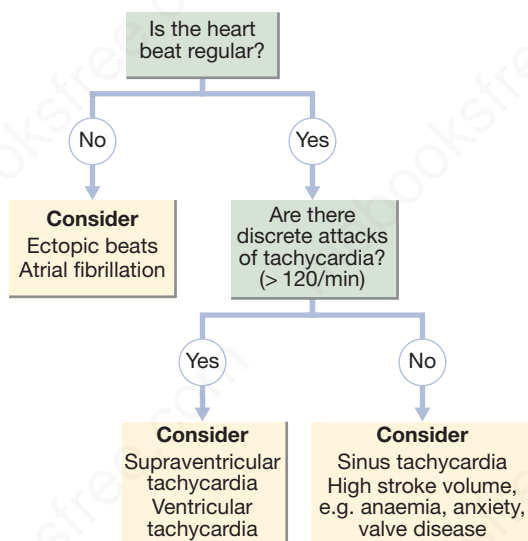 Is the heart
beat regular?
No
Yes
Consider
Ectopic beats
Atrial fibrillation
Are there
discrete attacks
of tachycardia?
(> 120/min)
Yes
No
Consider
Supraventricular
tachycardia
Ventricular
tachycardia
Consider
Sinus tachycardia
High stroke volume,
e.g. anaemia, anxiety,
valve disease